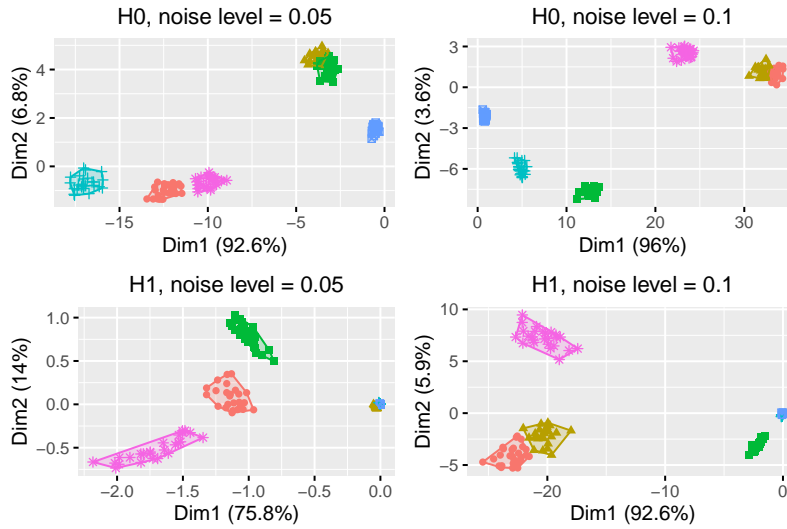 H0, noise level = 0.05
4
2
0
Dim2 (6.8%)
−15
−10
−5
0
Dim1 (92.6%)
H0, noise level = 0.1
3
0
−3
−6
Dim2 (3.6%)
0
10
20
30
Dim1 (96%)
H1, noise level = 0.05
1.0
0.5
0.0
−0.5
Dim2 (14%)
−2.0
−1.5
−1.0
−0.5
0.0
Dim1 (75.8%)
H1, noise level = 0.1
10
5
0
−5
Dim2 (5.9%)
−20
−10
0
Dim1 (92.6%)